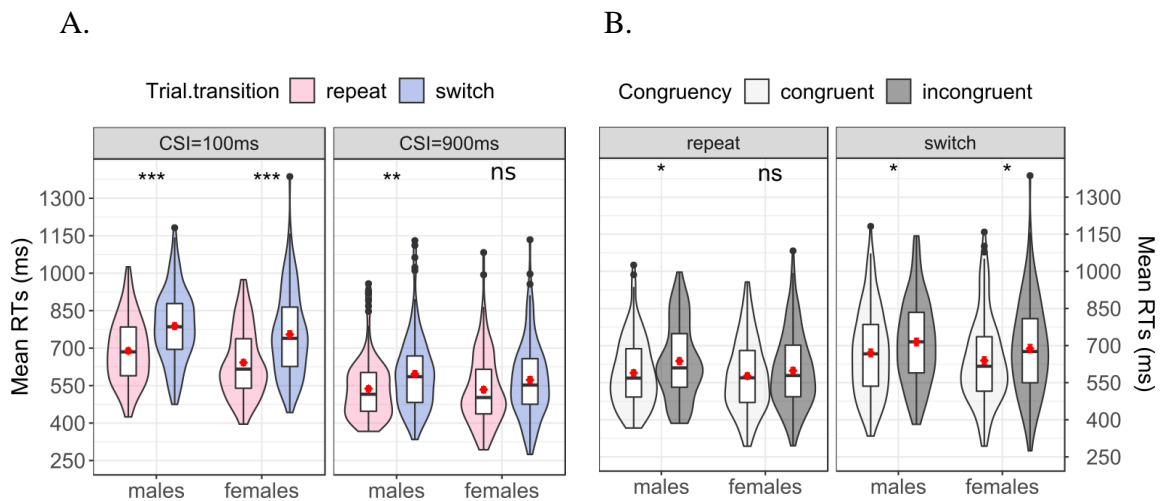 A.
B.
Trial.transition repeat switch
Congruency congruent incongruent
CSI=100ms CSI=900ms
repeat switch
*** *** ** ns
* ns * *
Mean RTs (ms)
1300
1150
1000
850
700
550
400
250
males females males females
males females males females
1300
1150
1000
850
700
550
400
250
Mean RTs (ms)